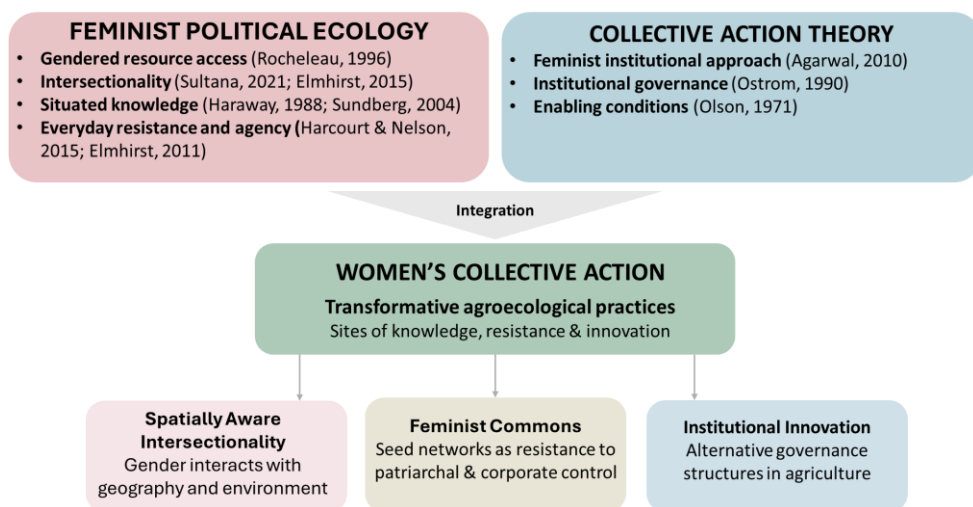 FEMINIST POLITICAL ECOLOGY
• Gendered resource access (Rocheleau, 1996)
• Intersectionality (Sultana, 2021; Elmhirst, 2015)
• Situated knowledge (Haraway, 1988; Sundberg, 2004)
• Everyday resistance and agency (Harcourt & Nelson,
2015; Elmhirst, 2011)
COLLECTIVE ACTION THEORY
• Feminist institutional approach (Agarwal, 2010)
• Institutional governance (Ostrom, 1990)
• Enabling conditions (Olson, 1971)
Integration
WOMEN’S COLLECTIVE ACTION
Transformative agroecological practices
Sites of knowledge, resistance & innovation
Spatially Aware
Intersectionality
Gender interacts with
geography and environment
Feminist Commons
Seed networks as resistance to
patriarchal & corporate control
Institutional Innovation
Alternative governance
structures in agriculture